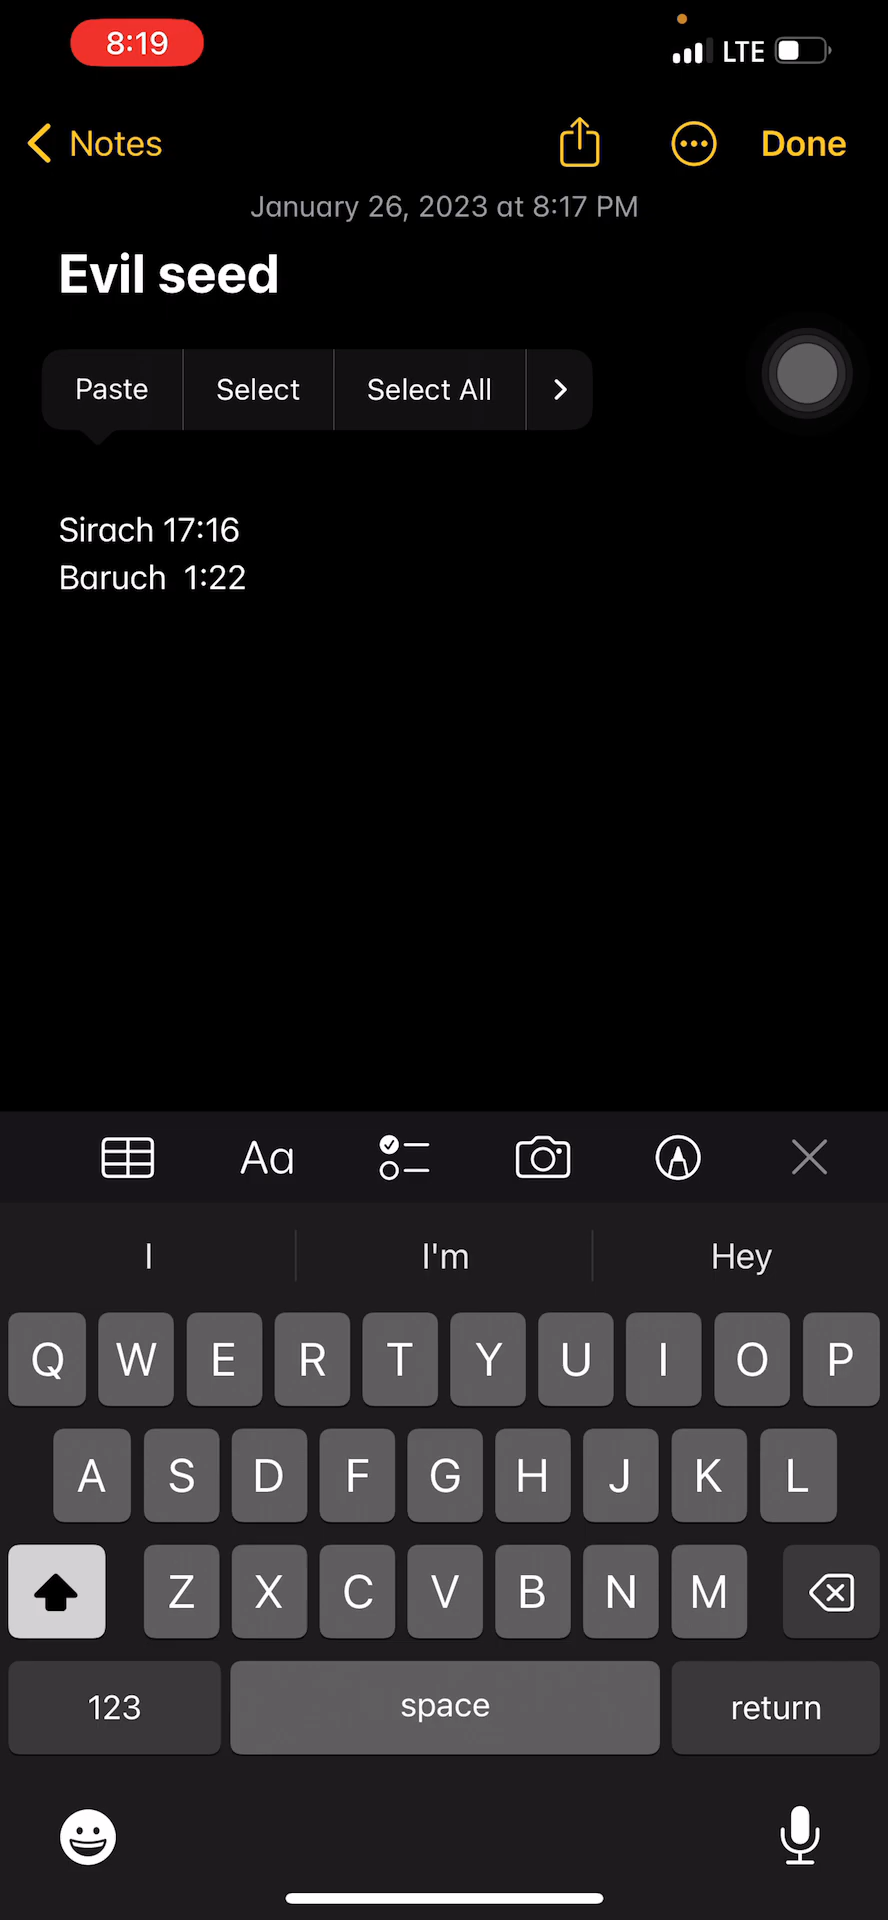 8:19
LTE
Notes
Done
January 26, 2023 at 8:17 PM
Evil seed
Paste
Select
Select All
Sirach 17:16
Baruch  1:22
Aa
I
I'm
Hey
Q W E R T Y U I O P
A S D F G H J K L
Z X C V B N M
123
space
return